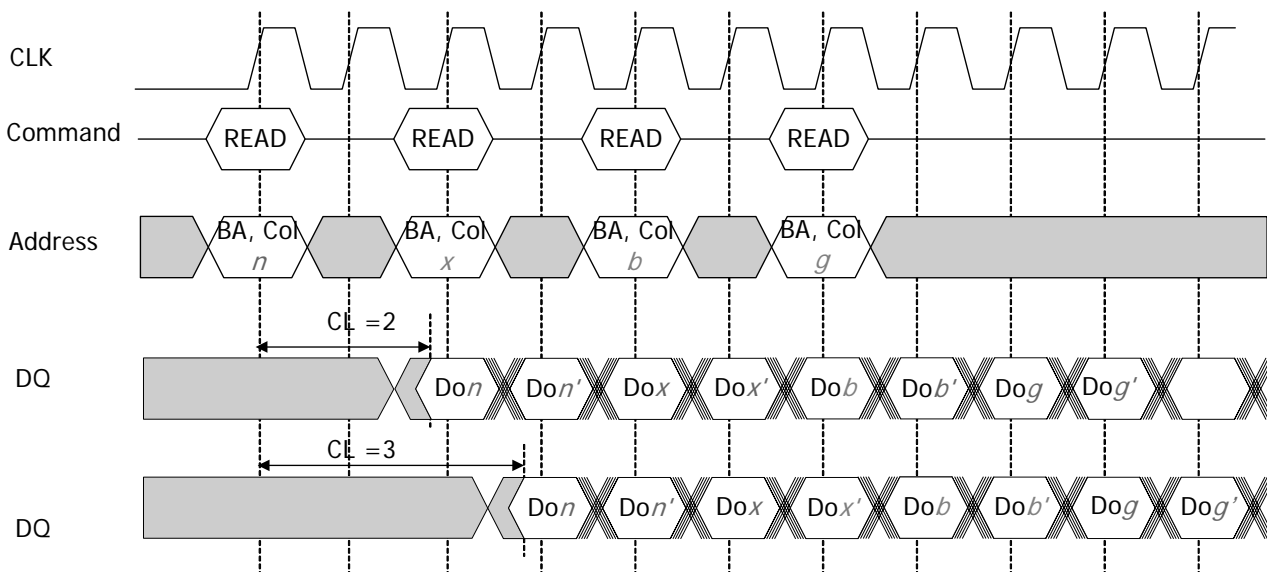 CLK
Command READ READ READ READ
Address BA, Col BA, Col BA, Col BA, Col
n x b g
CL =2
DQ Don Don' Dox Dox' Dob Dob' Dog Dog'
CL =3
DQ Don Don' Dox Dox' Dob Dob' Dog Dog'